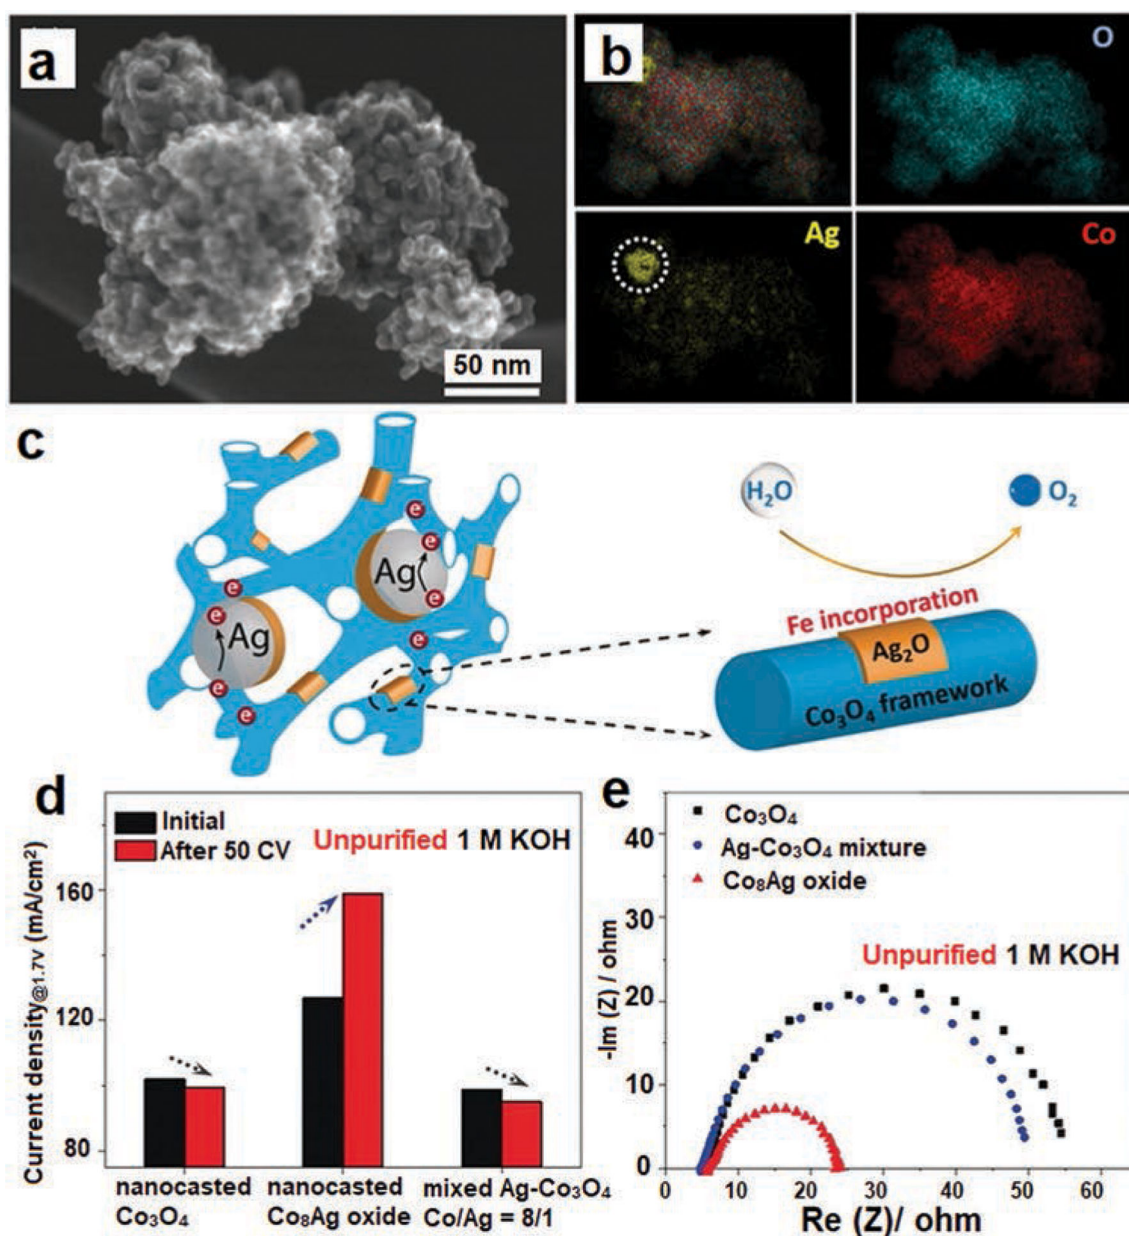 a
50 nm
b
O
Ag
Co
c
e
e
e
Ag
e
e
Ag
e
e
e
e
H₂O
O₂
Fe incorporation
Ag₂O
Co₃O₄ framework
d
Initial
After 50 CV
Unpurified 1 M KOH
Current density@1.7V (mA/cm²)
160
120
80
nanocasted
Co₃O₄
nanocasted
Co₈Ag oxide
mixed Ag-Co₃O₄
Co/Ag = 8/1
e
Co₃O₄
Ag-Co₃O₄ mixture
Co₈Ag oxide
Unpurified 1 M KOH
-Im (Z) / ohm
40
30
20
10
0
0 10 20 30 40 50 60
Re (Z)/ ohm